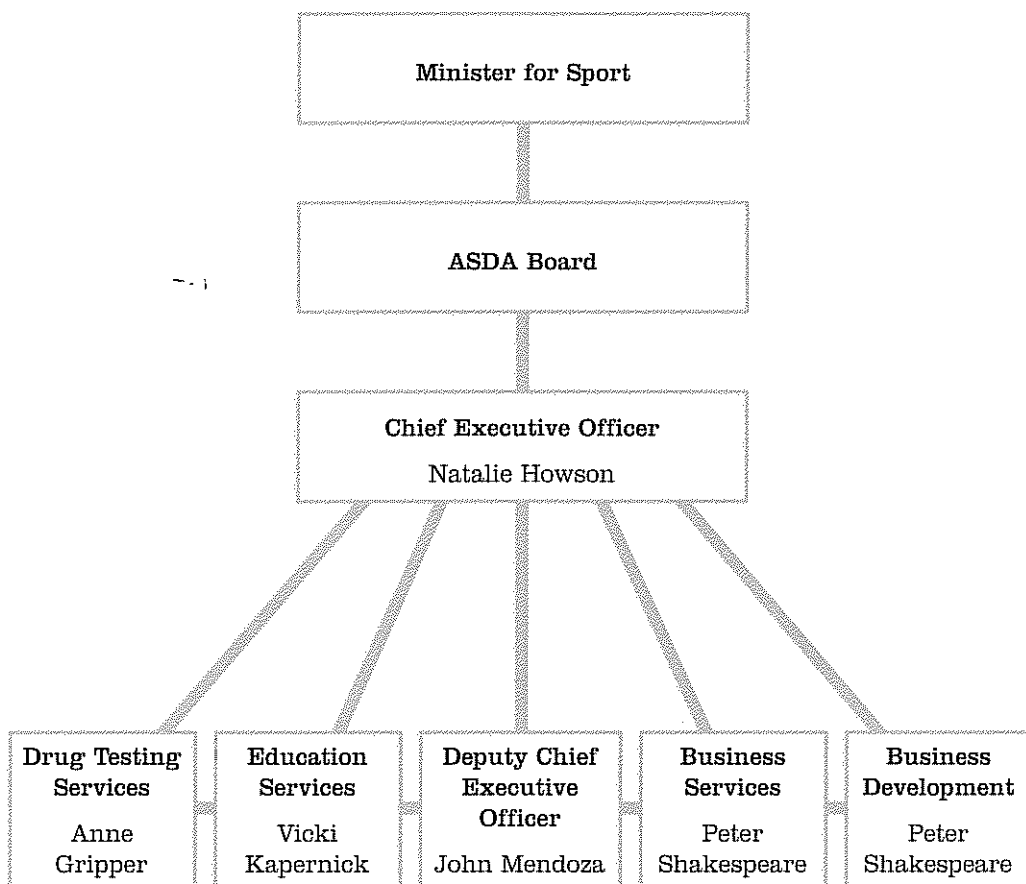 Minister for Sport
ASDA Board
Chief Executive Officer
Natalie Howson
Drug Testing
Services
Anne
Gripper
Education
Services
Vicki
Kapernick
Deputy Chief
Executive
Officer
John Mendoza
Business
Services
Peter
Shakespeare
Business
Development
Peter
Shakespeare